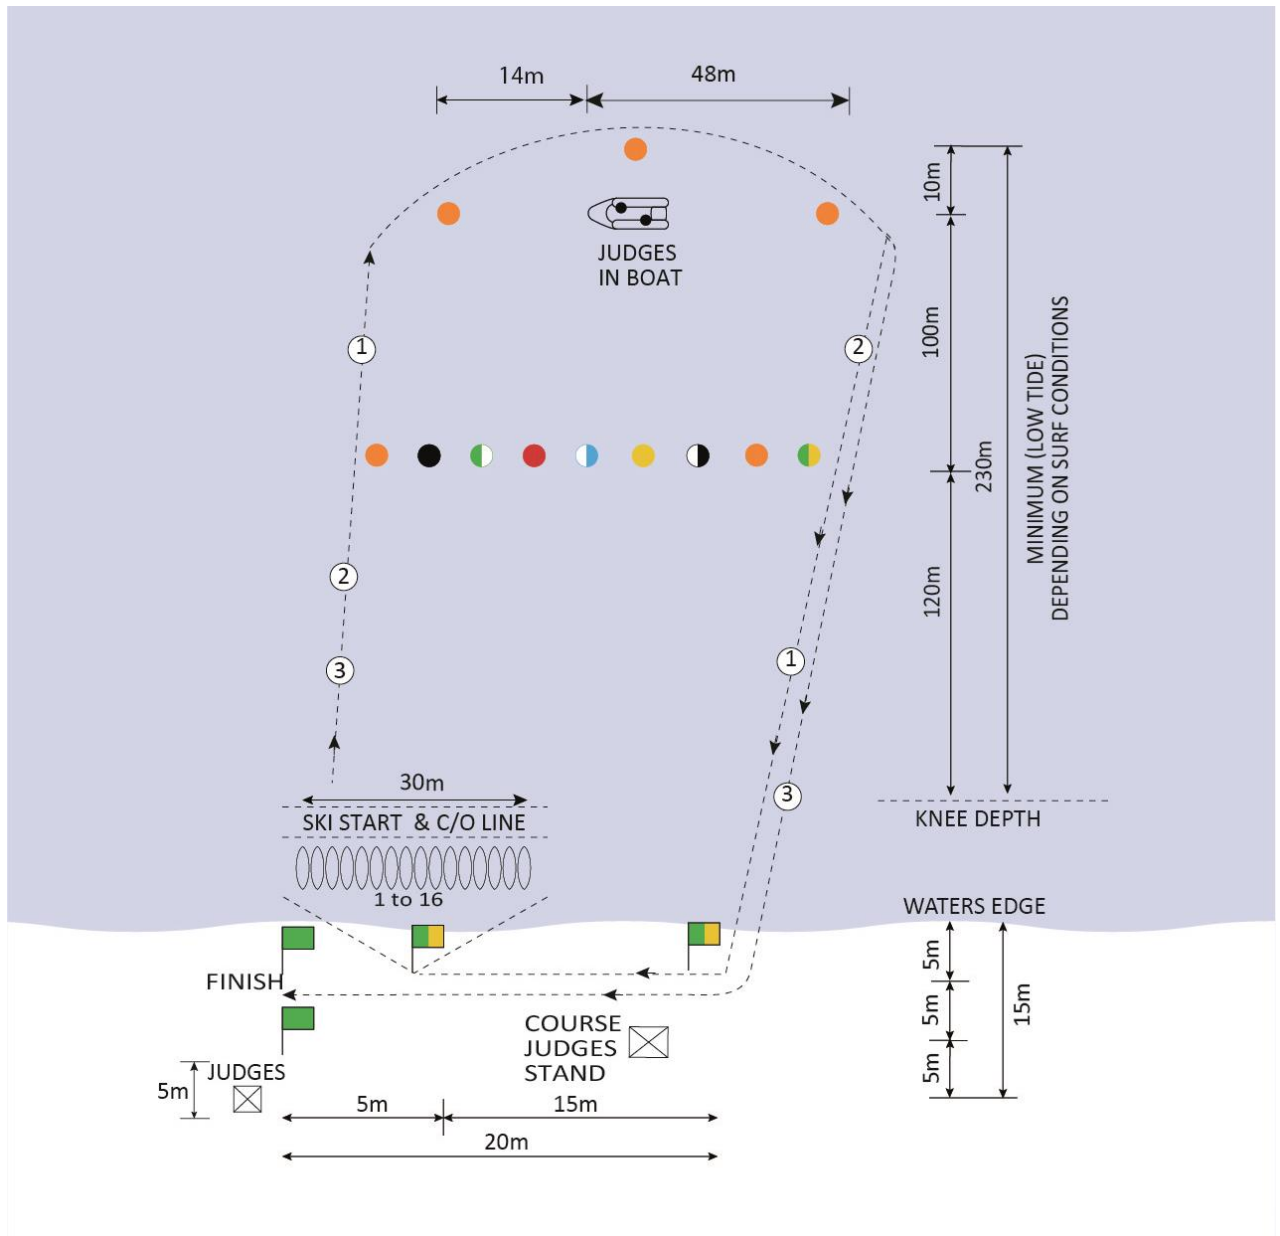 14m
48m
10m
JUDGES
IN BOAT
1
2
100m
MINIMUM (LOW TIDE)
DEPENDING ON SURF CONDITIONS
230m
2
120m
3
1
30m
3
SKI START & C/O LINE
KNEE DEPTH
1 to 16
WATERS EDGE
5m
FINISH
5m
15m
COURSE
JUDGES
STAND
5m
JUDGES
5m
5m
15m
20m